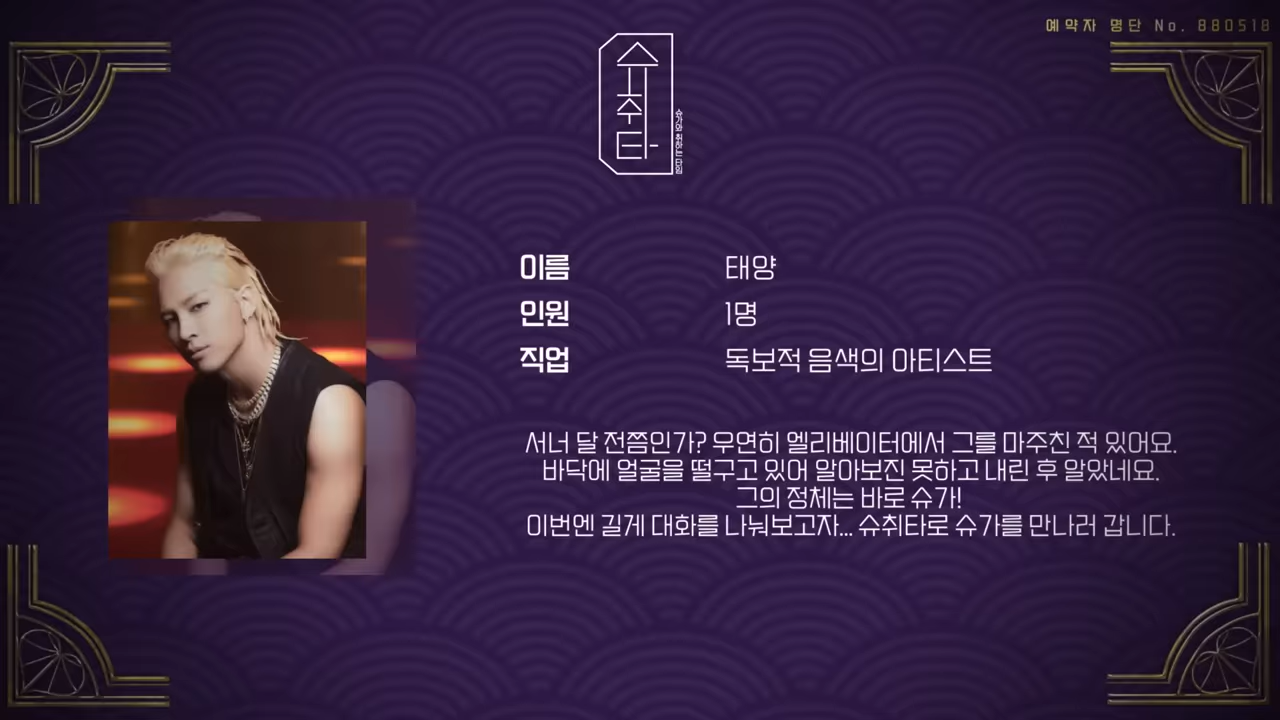 예약자 명단 No. 880518
슈취타
슈가와 취하는 타임
이름 태양
인원 1명
직업 독보적 음색의 아티스트
서너 달 전쯤인가? 우연히 엘리베이터에서 그를 마주친 적 있어요.
바닥에 얼굴을 떨구고 있어 알아보진 못하고 내린 후 알았네요.
그의 정체는 바로 슈가!
이번엔 길게 대화를 나눠보고자... 슈취타로 슈가를 만나러 갑니다.